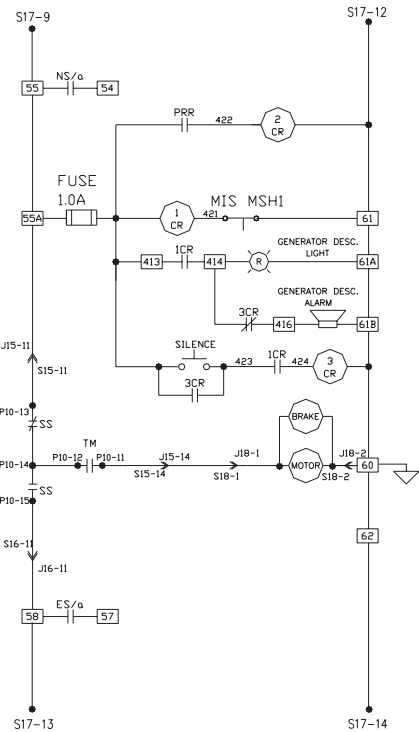 S17-9
S17-12
NS/a
55
54
PRR
422
2
CR
FUSE
1.0A
55A
1
CR
421
MIS MSH1
61
GENERATOR DESC.
LIGHT
413
1CR
414
R
61A
GENERATOR DESC.
ALARM
3CR
416
61B
SILENCE
423
1CR
424
3
CR
3CR
J15-11
S15-11
P10-13
SS
BRAKE
TM
P10-14
P10-12
P10-11
J15-14
S15-14
J18-1
S18-1
MOTOR
J18-2
S18-2
60
SS
P10-15
62
S16-11
J16-11
ES/a
58
57
S17-13
S17-14